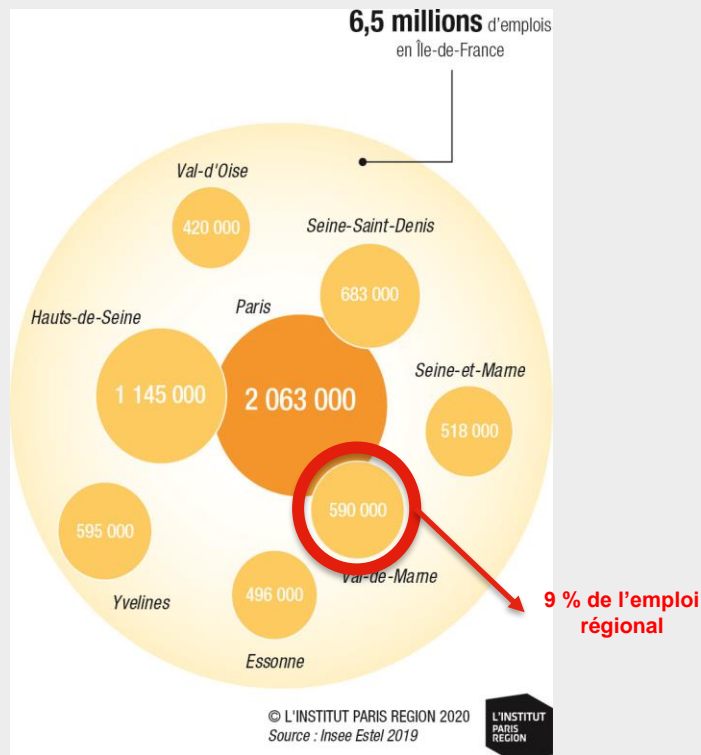 6,5 millions d'emplois
en Île-de-France
Val-d'Oise
420 000
Seine-Saint-Denis
683 000
Hauts-de-Seine
Paris
1 145 000
2 063 000
Seine-et-Marne
518 000
590 000
Val-de-Marne
595 000
Yvelines
496 000
Essonne
9 % de l’emploi
régional
© L'INSTITUT PARIS REGION 2020
Source : Insee Estel 2019
L'INSTITUT
PARIS
REGION